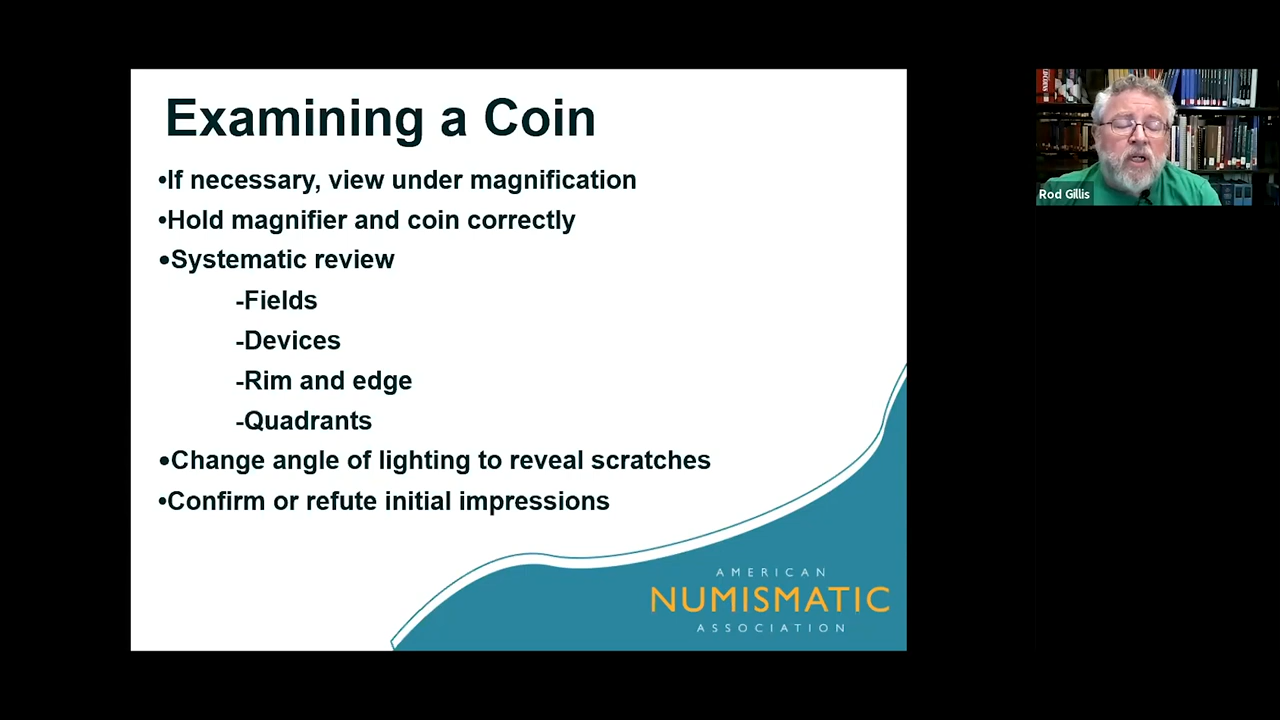 Examining a Coin
•If necessary, view under magnification
•Hold magnifier and coin correctly
•Systematic review
-Fields
-Devices
-Rim and edge
-Quadrants
•Change angle of lighting to reveal scratches
•Confirm or refute initial impressions
AMERICAN
NUMISMATIC
ASSOCIATION
Rod Gillis